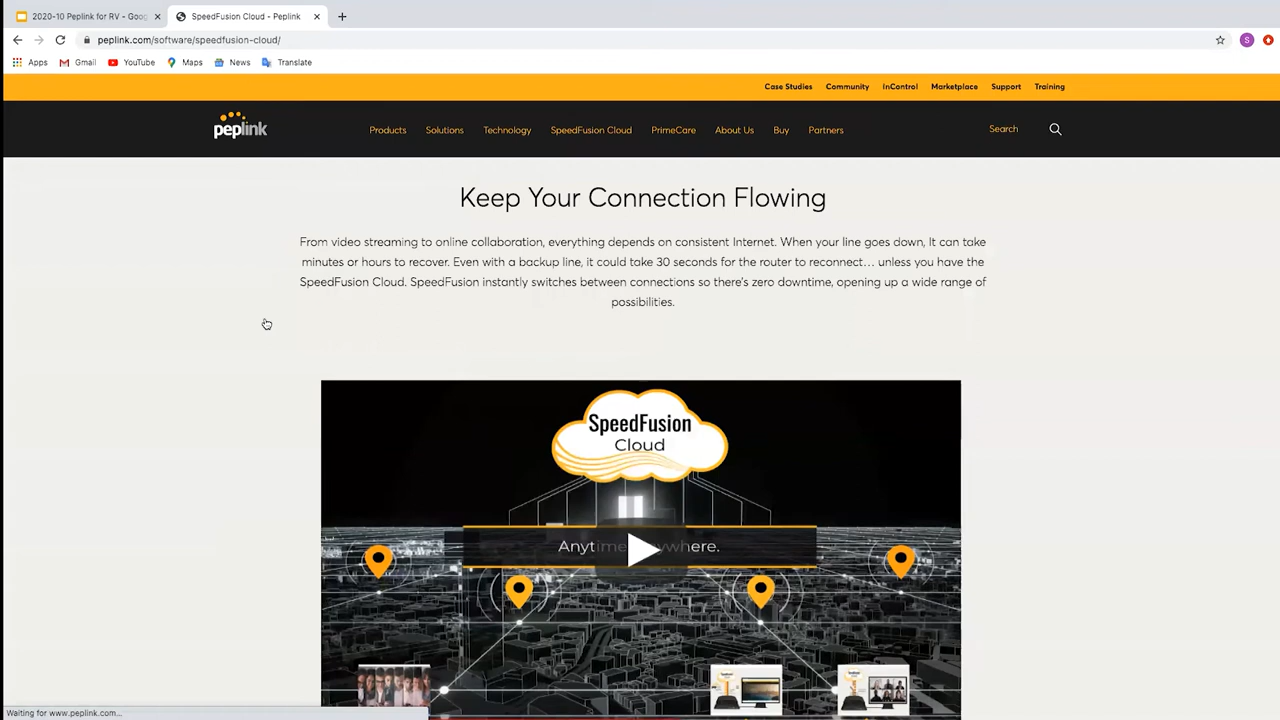 2020-10 Peplink for RV - Goog
SpeedFusion Cloud - Peplink
peplink.com/software/speedfusion-cloud/
S
Apps
Gmail
YouTube
Maps
News
Translate
Case Studies
Community
InControl
Marketplace
Support
Training
peplink
Products
Solutions
Technology
SpeedFusion Cloud
PrimeCare
About Us
Buy
Partners
Search
Keep Your Connection Flowing
From video streaming to online collaboration, everything depends on consistent Internet. When your line goes down, It can take
minutes or hours to recover. Even with a backup line, it could take 30 seconds for the router to reconnect… unless you have the
SpeedFusion Cloud. SpeedFusion instantly switches between connections so there's zero downtime, opening up a wide range of
possibilities.
SpeedFusion
Cloud
Anytime. Anywhere.
Waiting for www.peplink.com...